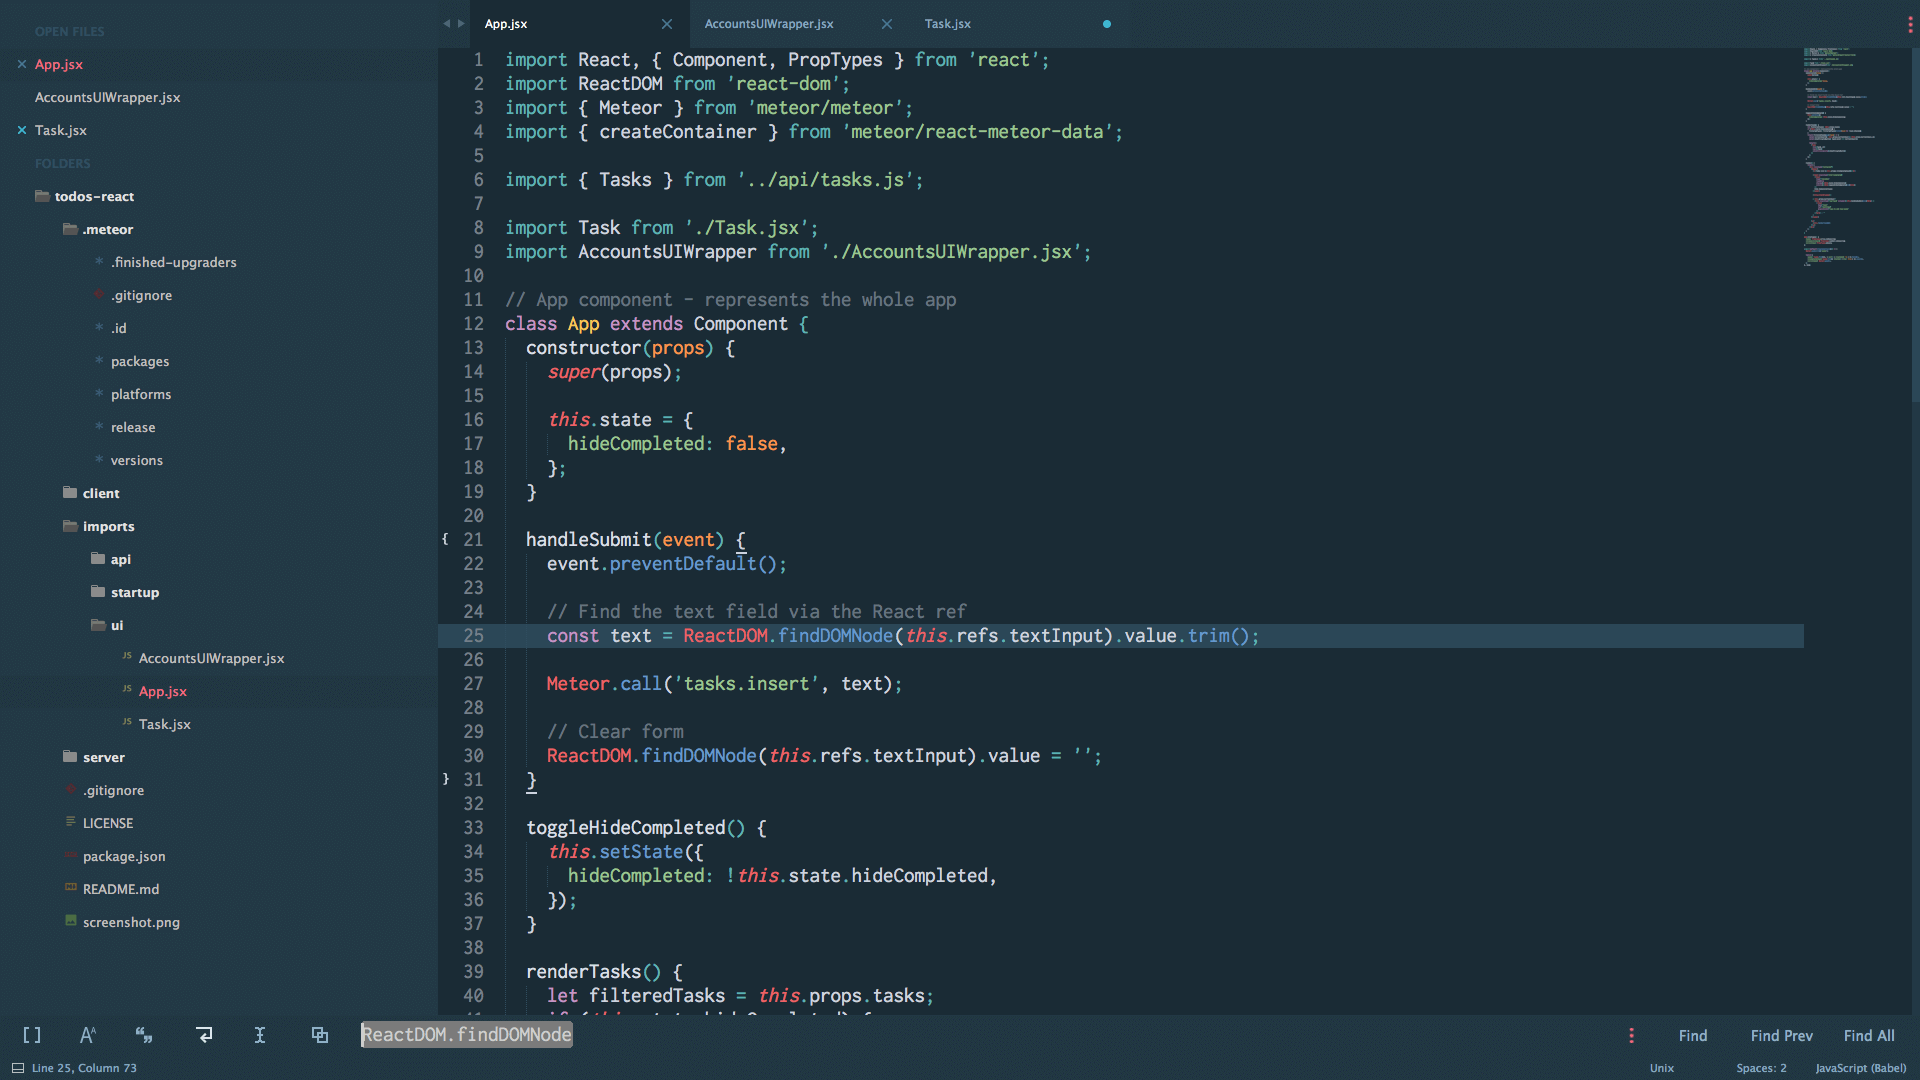 OPEN FILES
App.jsx
AccountsUIWrapper.jsx
Task.jsx
FOLDERS
todos-react
.meteor
* .finished-upgraders
.gitignore
* .id
* packages
* platforms
* release
* versions
client
imports
api
startup
ui
JS AccountsUIWrapper.jsx
JS App.jsx
JS Task.jsx
server
.gitignore
LICENSE
package.json
README.md
screenshot.png
App.jsx AccountsUIWrapper.jsx Task.jsx
1 import React, { Component, PropTypes } from 'react';
2 import ReactDOM from 'react-dom';
3 import { Meteor } from 'meteor/meteor';
4 import { createContainer } from 'meteor/react-meteor-data';
5
6 import { Tasks } from '../api/tasks.js';
7
8 import Task from './Task.jsx';
9 import AccountsUIWrapper from './AccountsUIWrapper.jsx';
10
11 // App component - represents the whole app
12 class App extends Component {
13 constructor(props) {
14 super(props);
15
16 this.state = {
17 hideCompleted: false,
18 };
19 }
20
{ 21 handleSubmit(event) {
22 event.preventDefault();
23
24 // Find the text field via the React ref
25 const text = ReactDOM.findDOMNode(this.refs.textInput).value.trim();
26
27 Meteor.call('tasks.insert', text);
28
29 // Clear form
30 ReactDOM.findDOMNode(this.refs.textInput).value = '';
} 31 }
32
33 toggleHideCompleted() {
34 this.setState({
35 hideCompleted: !this.state.hideCompleted,
36 });
37 }
38
39 renderTasks() {
40 let filteredTasks = this.props.tasks;
ReactDOM.findDOMNode
Find Find Prev Find All
Line 25, Column 73
Unix Spaces: 2 JavaScript (Babel)